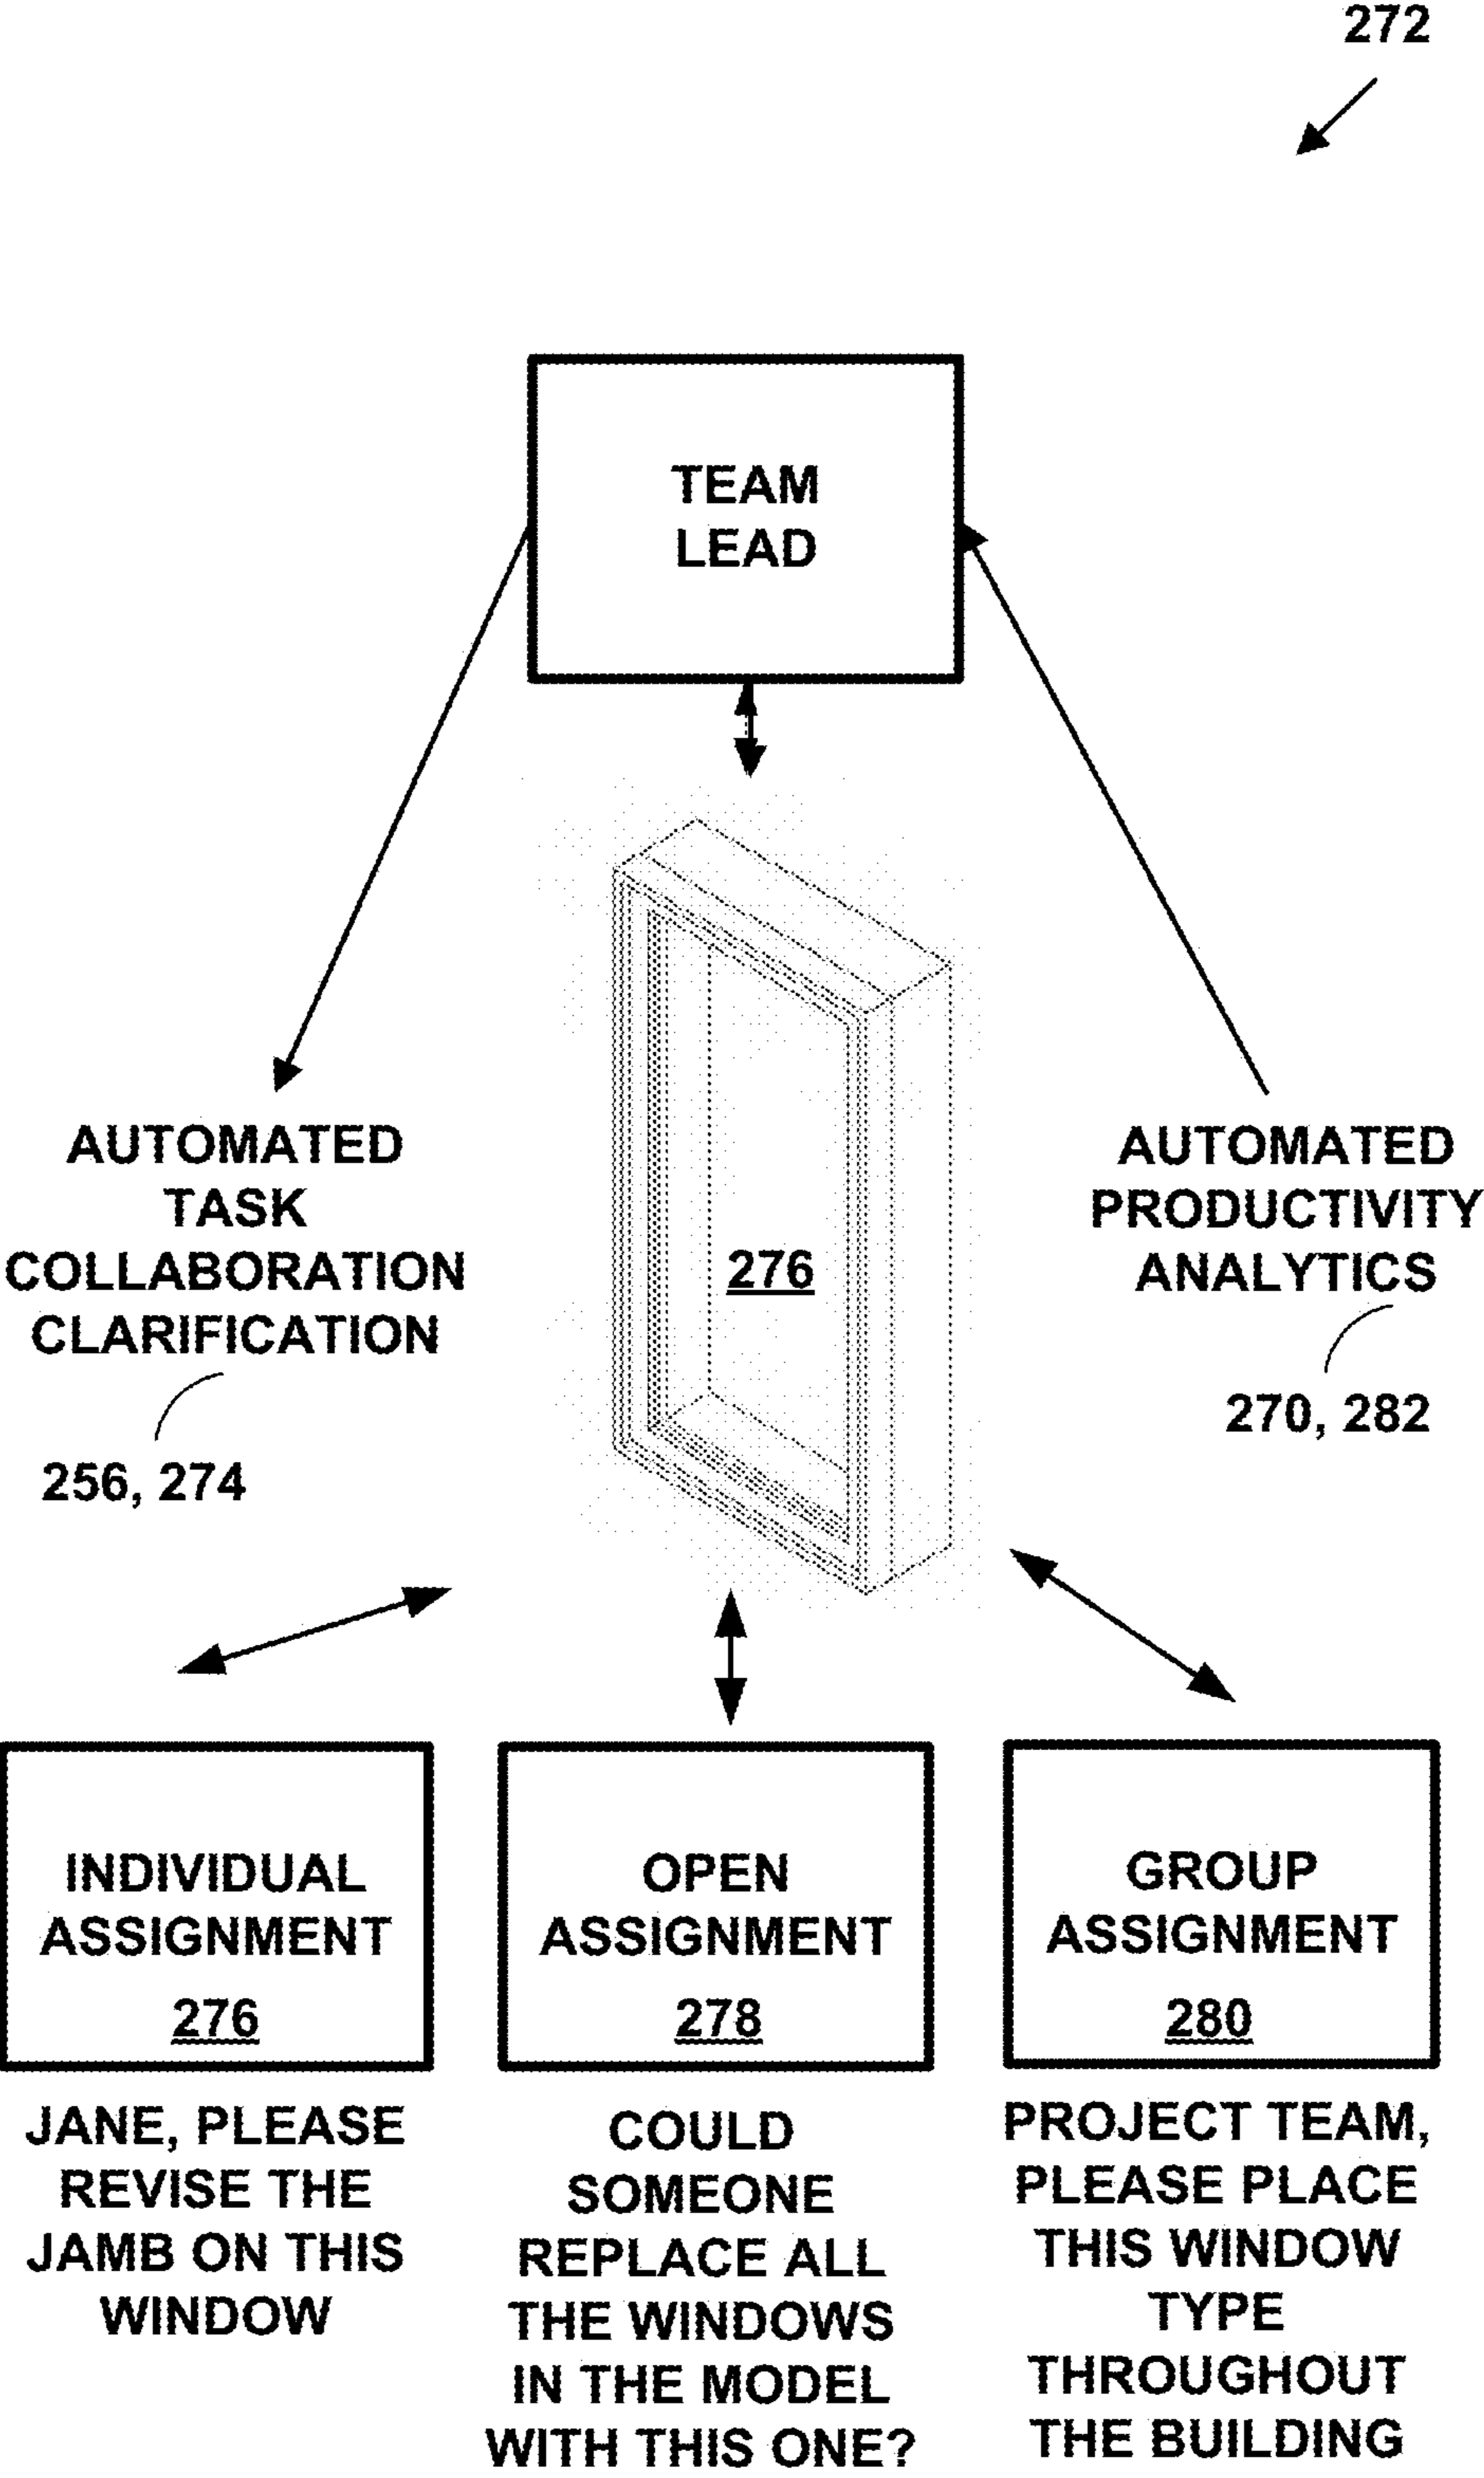 272
TEAM
LEAD
AUTOMATED
TASK
COLLABORATION
CLARIFICATION
256, 274
276
AUTOMATED
PRODUCTIVITY
ANALYTICS
270, 282
INDIVIDUAL
ASSIGNMENT
276
JANE, PLEASE
REVISE THE
JAMB ON THIS
WINDOW
OPEN
ASSIGNMENT
278
COULD
SOMEONE
REPLACE ALL
THE WINDOWS
IN THE MODEL
WITH THIS ONE?
GROUP
ASSIGNMENT
280
PROJECT TEAM,
PLEASE PLACE
THIS WINDOW
TYPE
THROUGHOUT
THE BUILDING